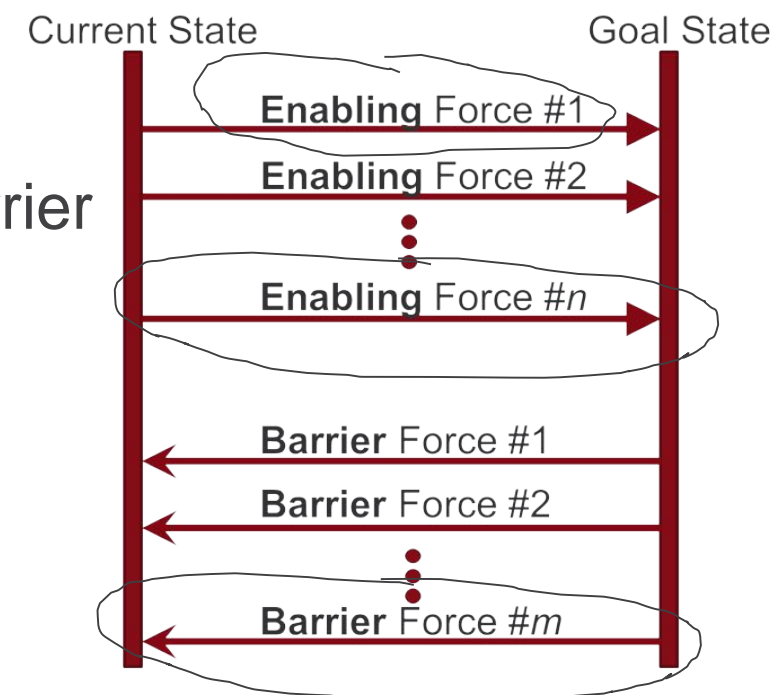 Current State Goal State
Enabling Force #1
Enabling Force #2
rier
Enabling Force #n
Barrier Force #1
Barrier Force #2
Barrier Force #m